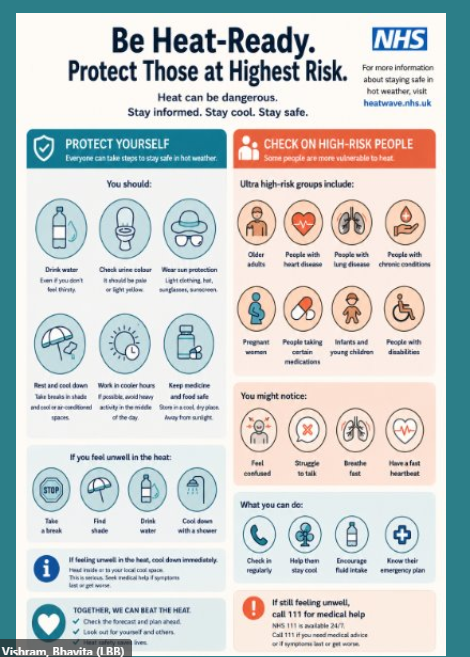 Be Heat-Ready.
Protect Those at Highest Risk.
Heat can be dangerous.
Stay informed. Stay cool. Stay safe.
NHS
For more information
about staying safe in
hot weather, visit
heatwave.nhs.uk
PROTECT YOURSELF
Everyone can take steps to stay safe in hot weather.
You should:
Drink water
Even if you don't
feel thirsty.
Check urine colour
It should be pale
or light yellow.
Wear sun protection
Light clothing, hat,
sunglasses, sunscreen.
Rest and cool down
Take breaks in shade
and cool or air-conditioned
spaces.
Work in cooler hours
If possible, avoid heavy
activity in the middle
of the day.
Keep medicine
and food safe
Store in a cool, dry place.
Away from sunlight.
If you feel unwell in the heat:
STOP
Take
a break
Find
shade
Drink
water
Cool down
with a shower
If feeling unwell in the heat, cool down immediately.
Head inside or to your local cool space.
This is serious. Seek medical help if symptoms
last or get worse.
TOGETHER, WE CAN BEAT THE HEAT.
Check the forecast and plan ahead.
Look out for yourself and others.
Heat safety saves lives.
CHECK ON HIGH-RISK PEOPLE
Some people are more vulnerable to heat.
Ultra high-risk groups include:
Older
adults
People with
heart disease
People with
lung disease
People with
chronic conditions
Pregnant
women
People taking
certain
medications
Infants and
young children
People with
disabilities
You might notice:
Feel
confused
Struggle
to talk
Breathe
fast
Have a fast
heartbeat
What you can do:
Check in
regularly
Help them
stay cool
Encourage
fluid intake
Know their
emergency plan
If still feeling unwell,
call 111 for medical help
NHS 111 is available 24/7.
Call 111 if you need medical advice
or if symptoms last or get worse.
Vishram, Bhavita (LBB)